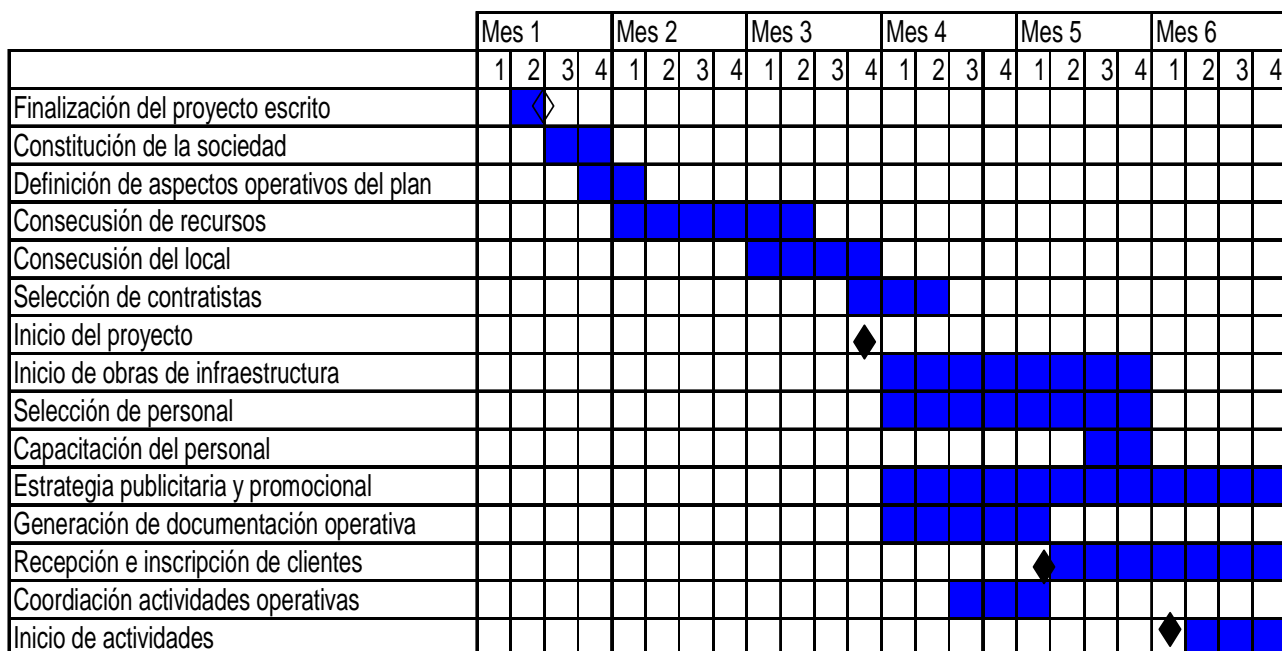 Mes 1 Mes 2 Mes 3 Mes 4 Mes 5 Mes 6
1 2 3 4 1 2 3 4 1 2 3 4 1 2 3 4 1 2 3 4 1 2 3 4
Finalización del proyecto escrito
Constitución de la sociedad
Definición de aspectos operativos del plan
Consecusión de recursos
Consecusión del local
Selección de contratistas
Inicio del proyecto
Inicio de obras de infraestructura
Selección de personal
Capacitación del personal
Estrategia publicitaria y promocional
Generación de documentación operativa
Recepción e inscripción de clientes
Coordiación actividades operativas
Inicio de actividades